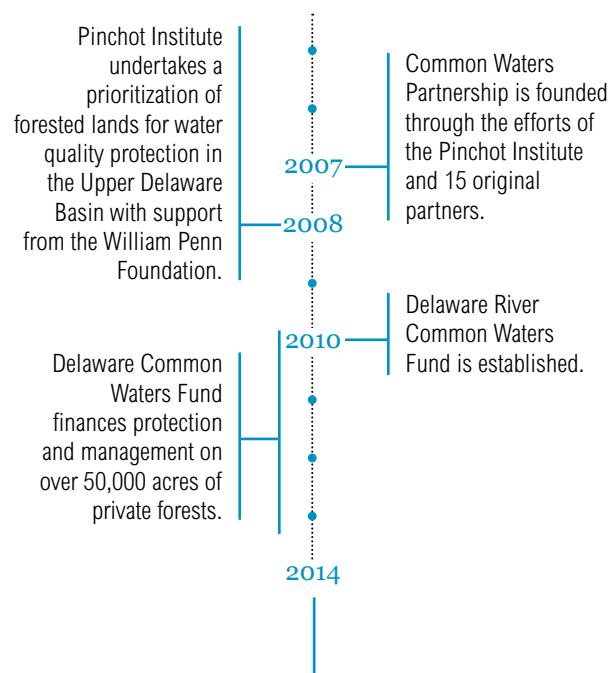 Pinchot Institute
undertakes a
prioritization of
forested lands for water
quality protection in
the Upper Delaware
Basin with support
from the William Penn
Foundation.
Common Waters
Partnership is founded
through the efforts of
the Pinchot Institute
and 15 original
partners.
2007
2008
Delaware River
Common Waters
Fund is established.
2010
Delaware Common
Waters Fund
finances protection
and management on
over 50,000 acres of
private forests.
2014